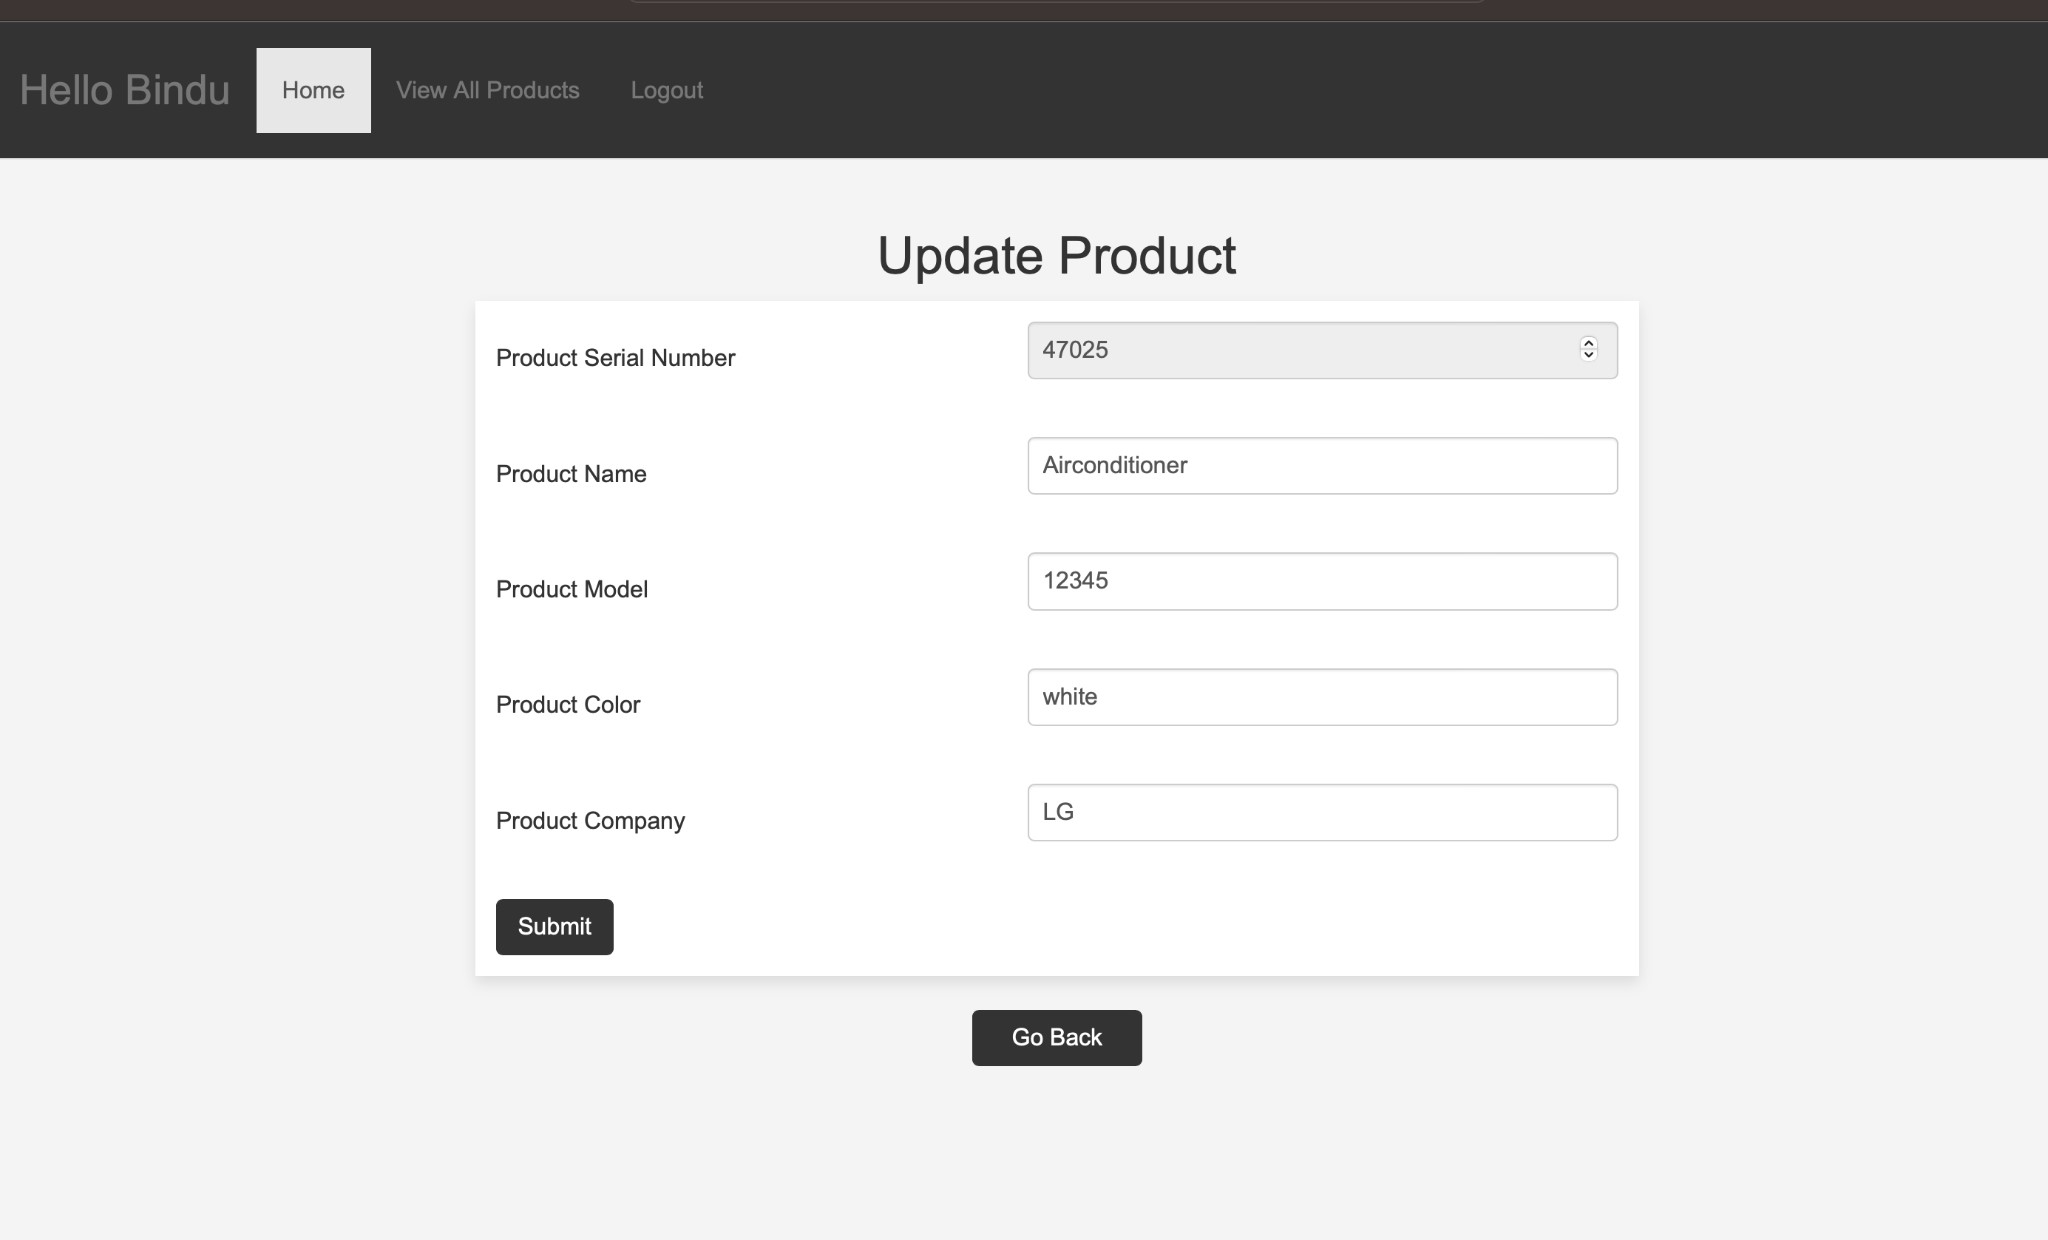 Hello Bindu Home View All Products Logout
Update Product
Product Serial Number 47025
Product Name Airconditioner
Product Model 12345
Product Color white
Product Company LG
Submit
Go Back